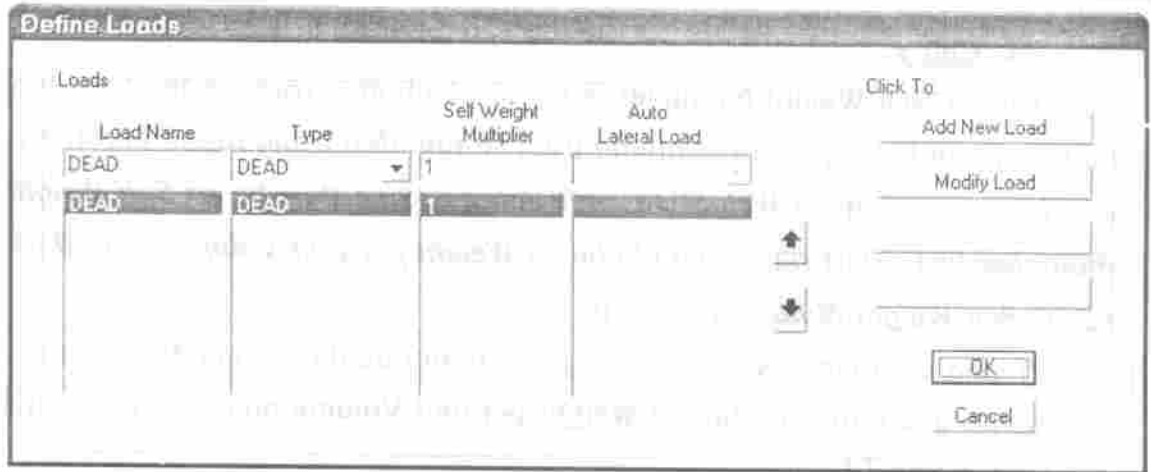 Define Loads
Loads
Click To:
Load Name
Type
Self Weight
Multiplier
Auto
Lateral Load
Add New Load
DEAD
DEAD
1
Modify Load
DEAD
DEAD
1
OK
Cancel